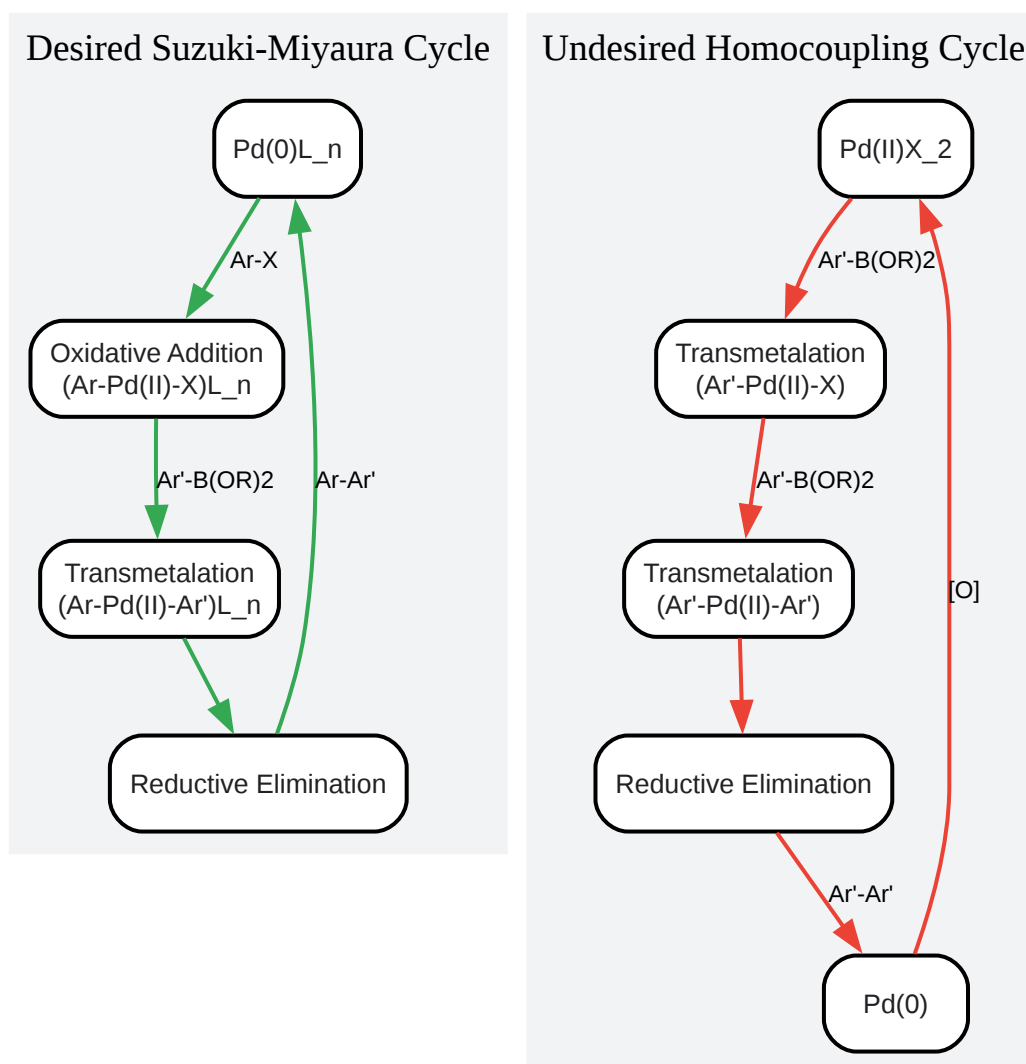 Desired Suzuki-Miyaura Cycle
Pd(0)L_n
Ar-X
Oxidative Addition
(Ar-Pd(II)-X)L_n
Ar'-B(OR)2
Ar-Ar'
Transmetalation
(Ar-Pd(II)-Ar')L_n
Reductive Elimination
Undesired Homocoupling Cycle
Pd(II)X_2
Ar'-B(OR)2
Transmetalation
(Ar'-Pd(II)-X)
Ar'-B(OR)2
Transmetalation
(Ar'-Pd(II)-Ar')
[O]
Reductive Elimination
Ar'-Ar'
Pd(0)